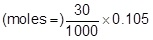 (moles =) 30/1000 × 0.105